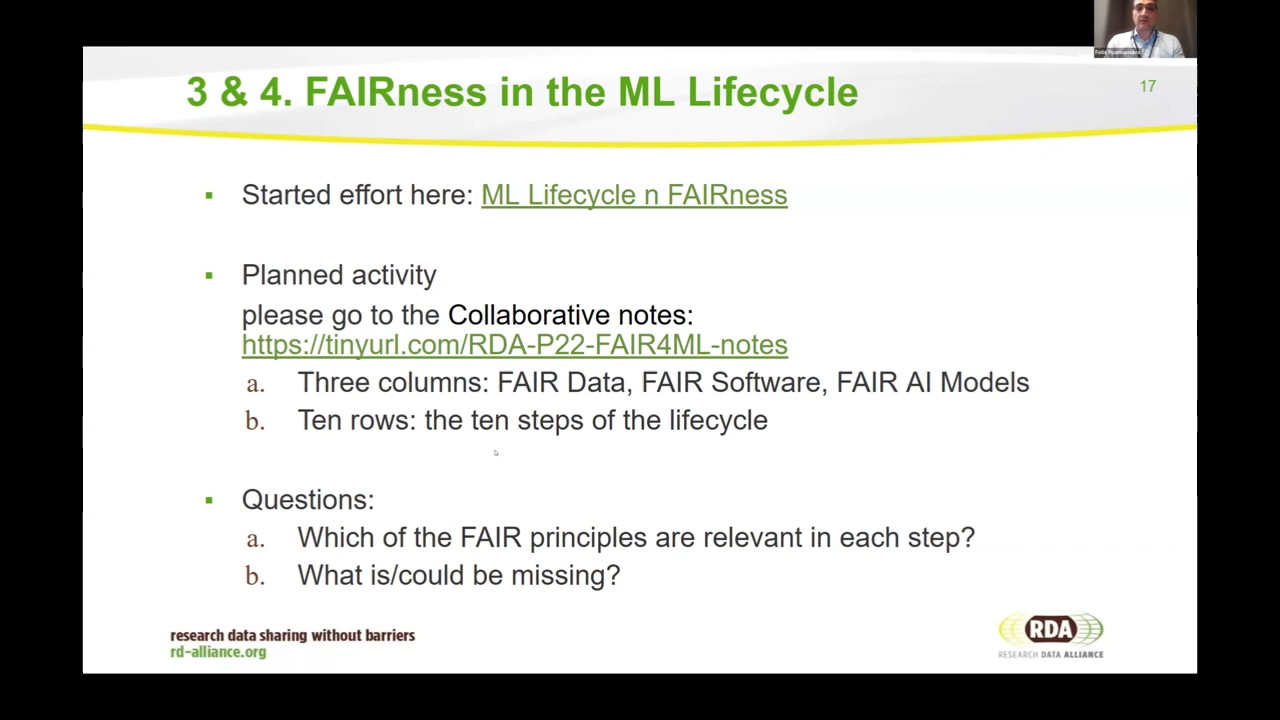 3 & 4. FAIRness in the ML Lifecycle
17
▪ Started effort here: ML Lifecycle n FAIRness
▪ Planned activity
please go to the Collaborative notes:
https://tinyurl.com/RDA-P22-FAIR4ML-notes
a. Three columns: FAIR Data, FAIR Software, FAIR AI Models
b. Ten rows: the ten steps of the lifecycle
▪ Questions:
a. Which of the FAIR principles are relevant in each step?
b. What is/could be missing?
research data sharing without barriers
rd-alliance.org
RDA
RESEARCH DATA ALLIANCE